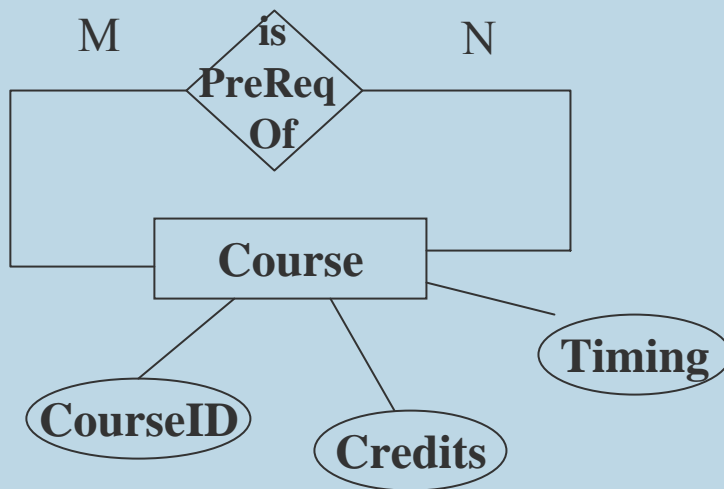 M
is
N
PreReq
Of
Course
Timing
CourseID
Credits